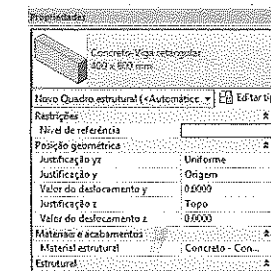 Propriedades
Concreto-Viga retangular
400 x 800 mm
Novo Quadro estrutural (<Automático
Editar ti
Restrições
Nível de referência
Posição geométrica
Justificação yz Uniforme
Justificação y Origem
Valor do deslocamento y 0.0000
Justificação z Topo
Valor do deslocamento z 0.0000
Materiais e acabamentos
Material estrutural Concreto - Con...
Estrutural